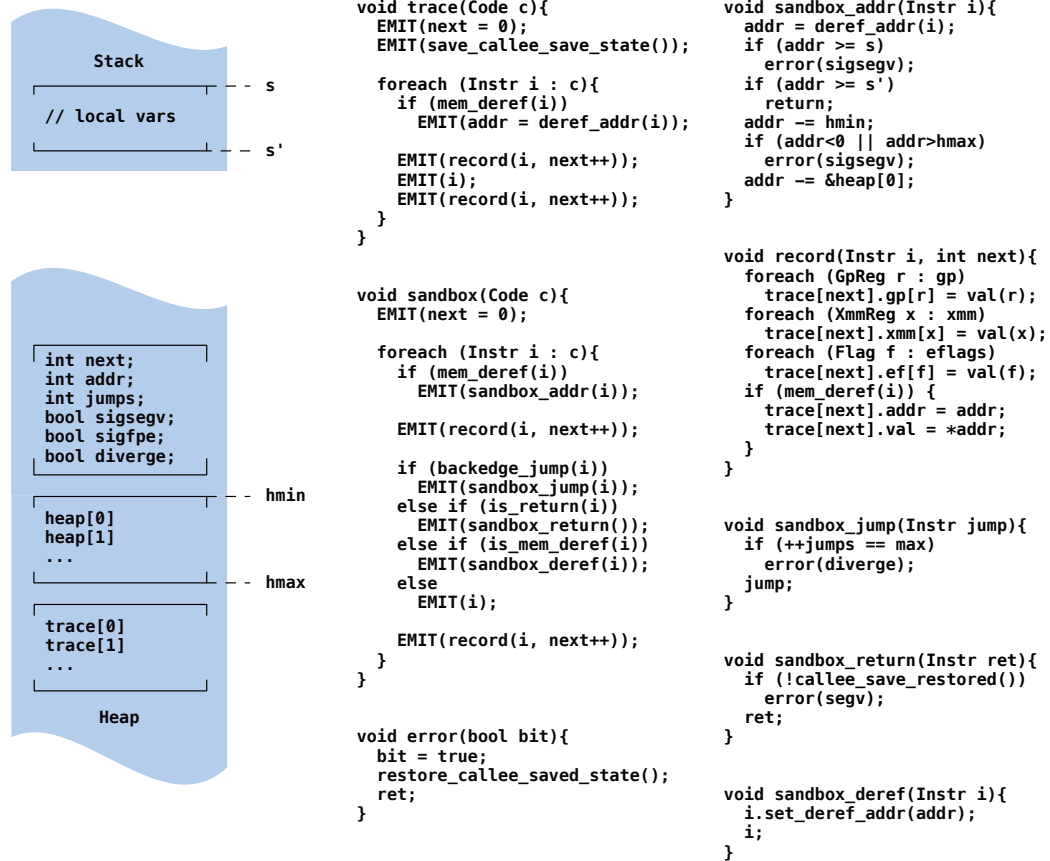 Stack
s
// local vars
s'
int next;
int addr;
int jumps;
bool sigsegv;
bool sigfpe;
bool diverge;
hmin
heap[0]
heap[1]
...
hmax
trace[0]
trace[1]
...
Heap
void trace(Code c){
EMIT(next = 0);
EMIT(save_callee_save_state());
foreach (Instr i : c){
if (mem_deref(i))
EMIT(addr = deref_addr(i));
EMIT(record(i, next++));
EMIT(i);
EMIT(record(i, next++));
}
}
void sandbox(Code c){
EMIT(next = 0);
foreach (Instr i : c){
if (mem_deref(i))
EMIT(sandbox_addr(i));
EMIT(record(i, next++));
if (backedge_jump(i))
EMIT(sandbox_jump(i));
else if (is_return(i))
EMIT(sandbox_return());
else if (is_mem_deref(i))
EMIT(sandbox_deref(i));
else
EMIT(i);
EMIT(record(i, next++));
}
}
void error(bool bit){
bit = true;
restore_callee_saved_state();
ret;
}
void sandbox_addr(Instr i){
addr = deref_addr(i);
if (addr >= s)
error(sigsegv);
if (addr >= s')
return;
addr -= hmin;
if (addr<0 || addr>hmax)
error(sigsegv);
addr -= &heap[0];
}
void record(Instr i, int next){
foreach (GpReg r : gp)
trace[next].gp[r] = val(r);
foreach (XmmReg x : xmm)
trace[next].xmm[x] = val(x);
foreach (Flag f : eflags)
trace[next].ef[f] = val(f);
if (mem_deref(i)) {
trace[next].addr = addr;
trace[next].val = *addr;
}
}
void sandbox_jump(Instr jump){
if (++jumps == max)
error(diverge);
jump;
}
void sandbox_return(Instr ret){
if (!callee_save_restored())
error(segv);
ret;
}
void sandbox_deref(Instr i){
i.set_deref_addr(addr);
i;
}